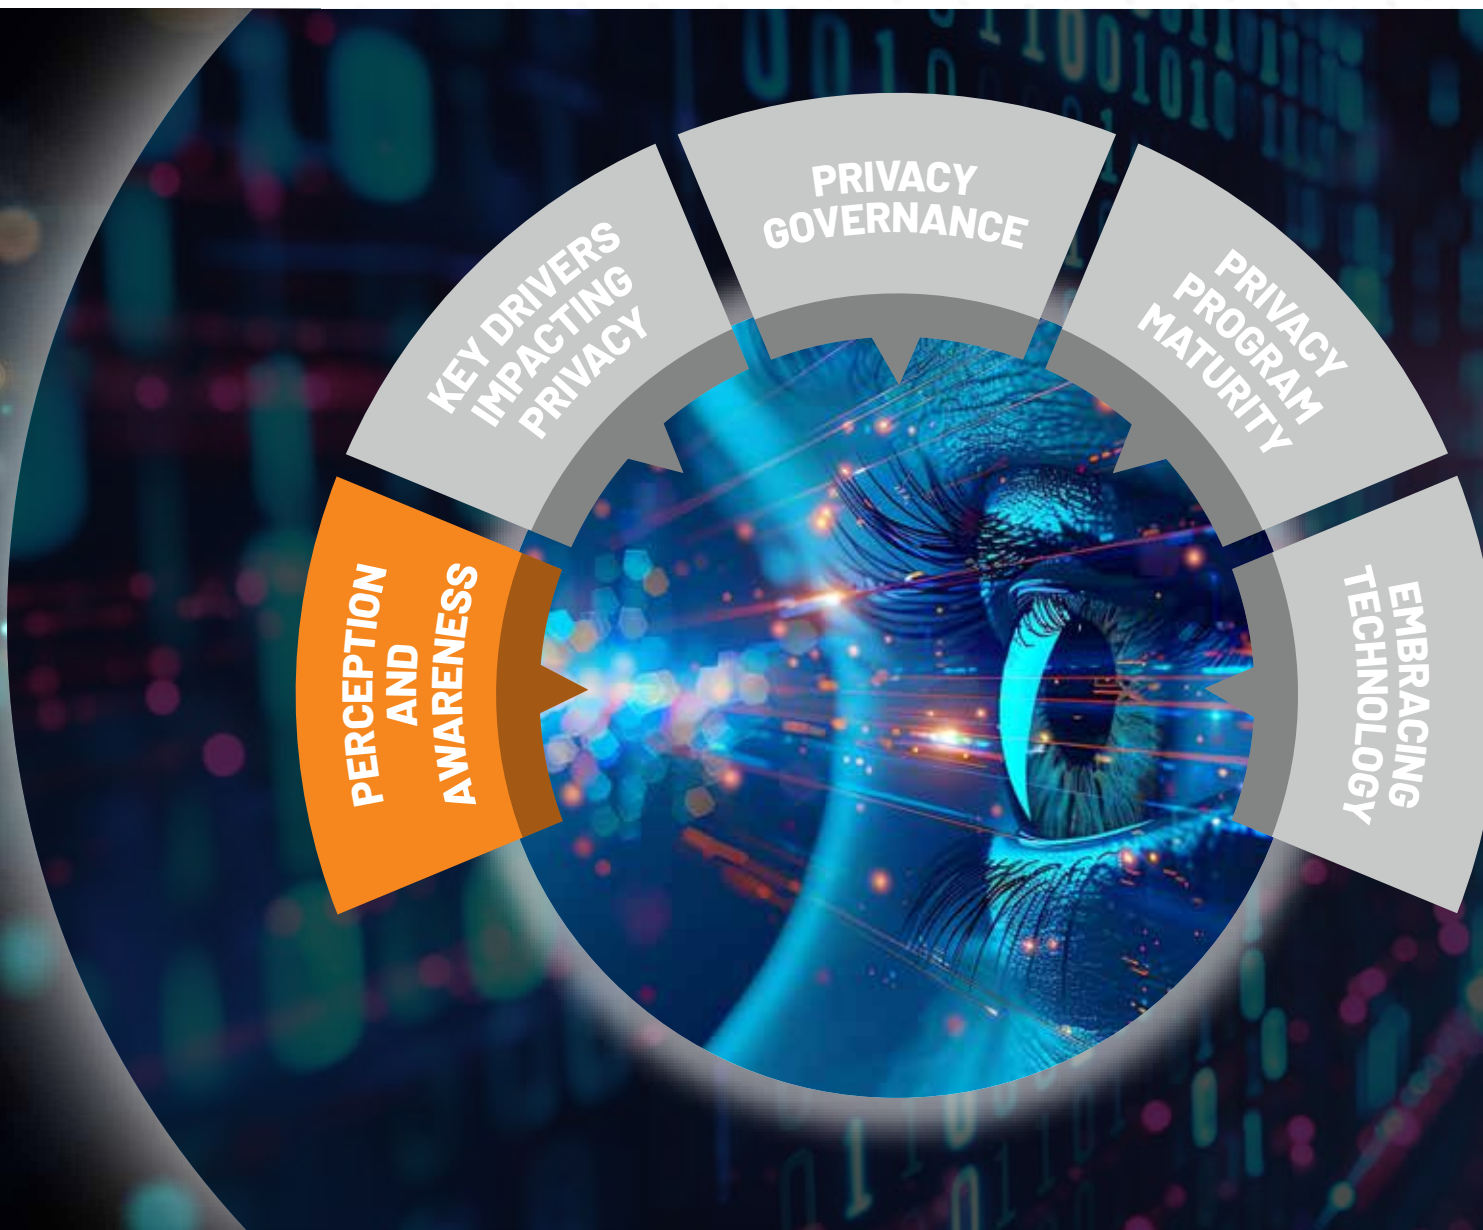 PERCEPTION
AND
AWARENESS
KEY DRIVERS
IMPACTING
PRIVACY
PRIVACY
GOVERNANCE
PRIVACY
PROGRAM
MATURITY
EMBRACING
TECHNOLOGY